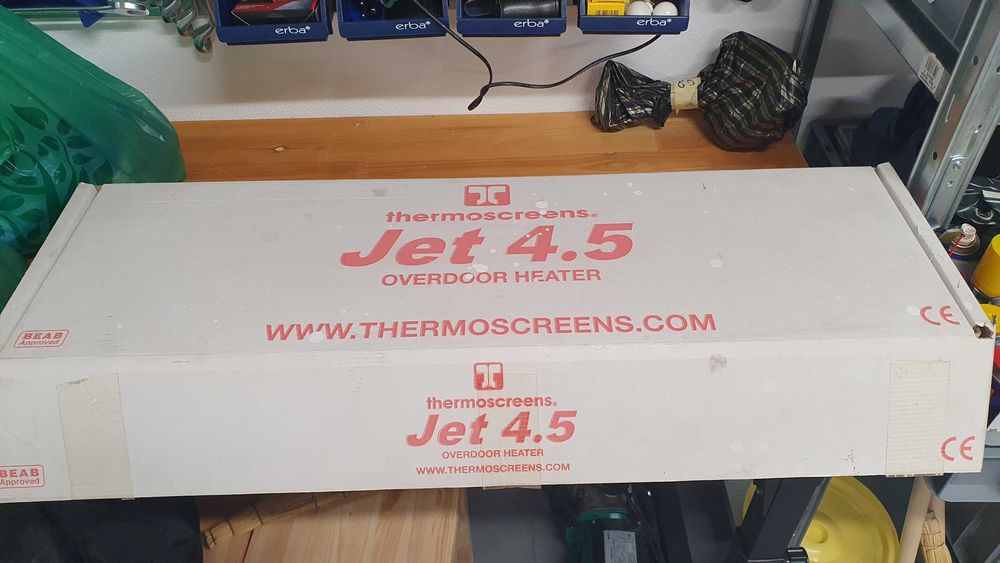 erba®
erba®
erba®
erba®
thermoscreens®
Jet 4.5
OVERDOOR HEATER
WWW.THERMOSCREENS.COM
BEAB
Approved
CE
thermoscreens®
Jet 4.5
OVERDOOR HEATER
WWW.THERMOSCREENS.COM
BEAB
Approved
CE